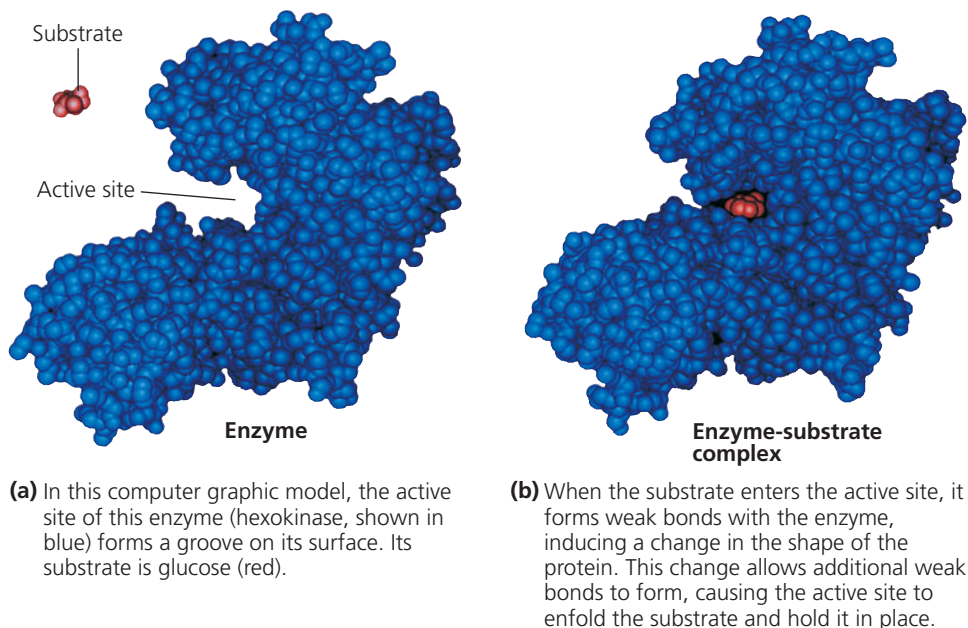 Substrate
Active site
Enzyme
(a) In this computer graphic model, the active
site of this enzyme (hexokinase, shown in
blue) forms a groove on its surface. Its
substrate is glucose (red).
Enzyme-substrate
complex
(b) When the substrate enters the active site, it
forms weak bonds with the enzyme,
inducing a change in the shape of the
protein. This change allows additional weak
bonds to form, causing the active site to
enfold the substrate and hold it in place.